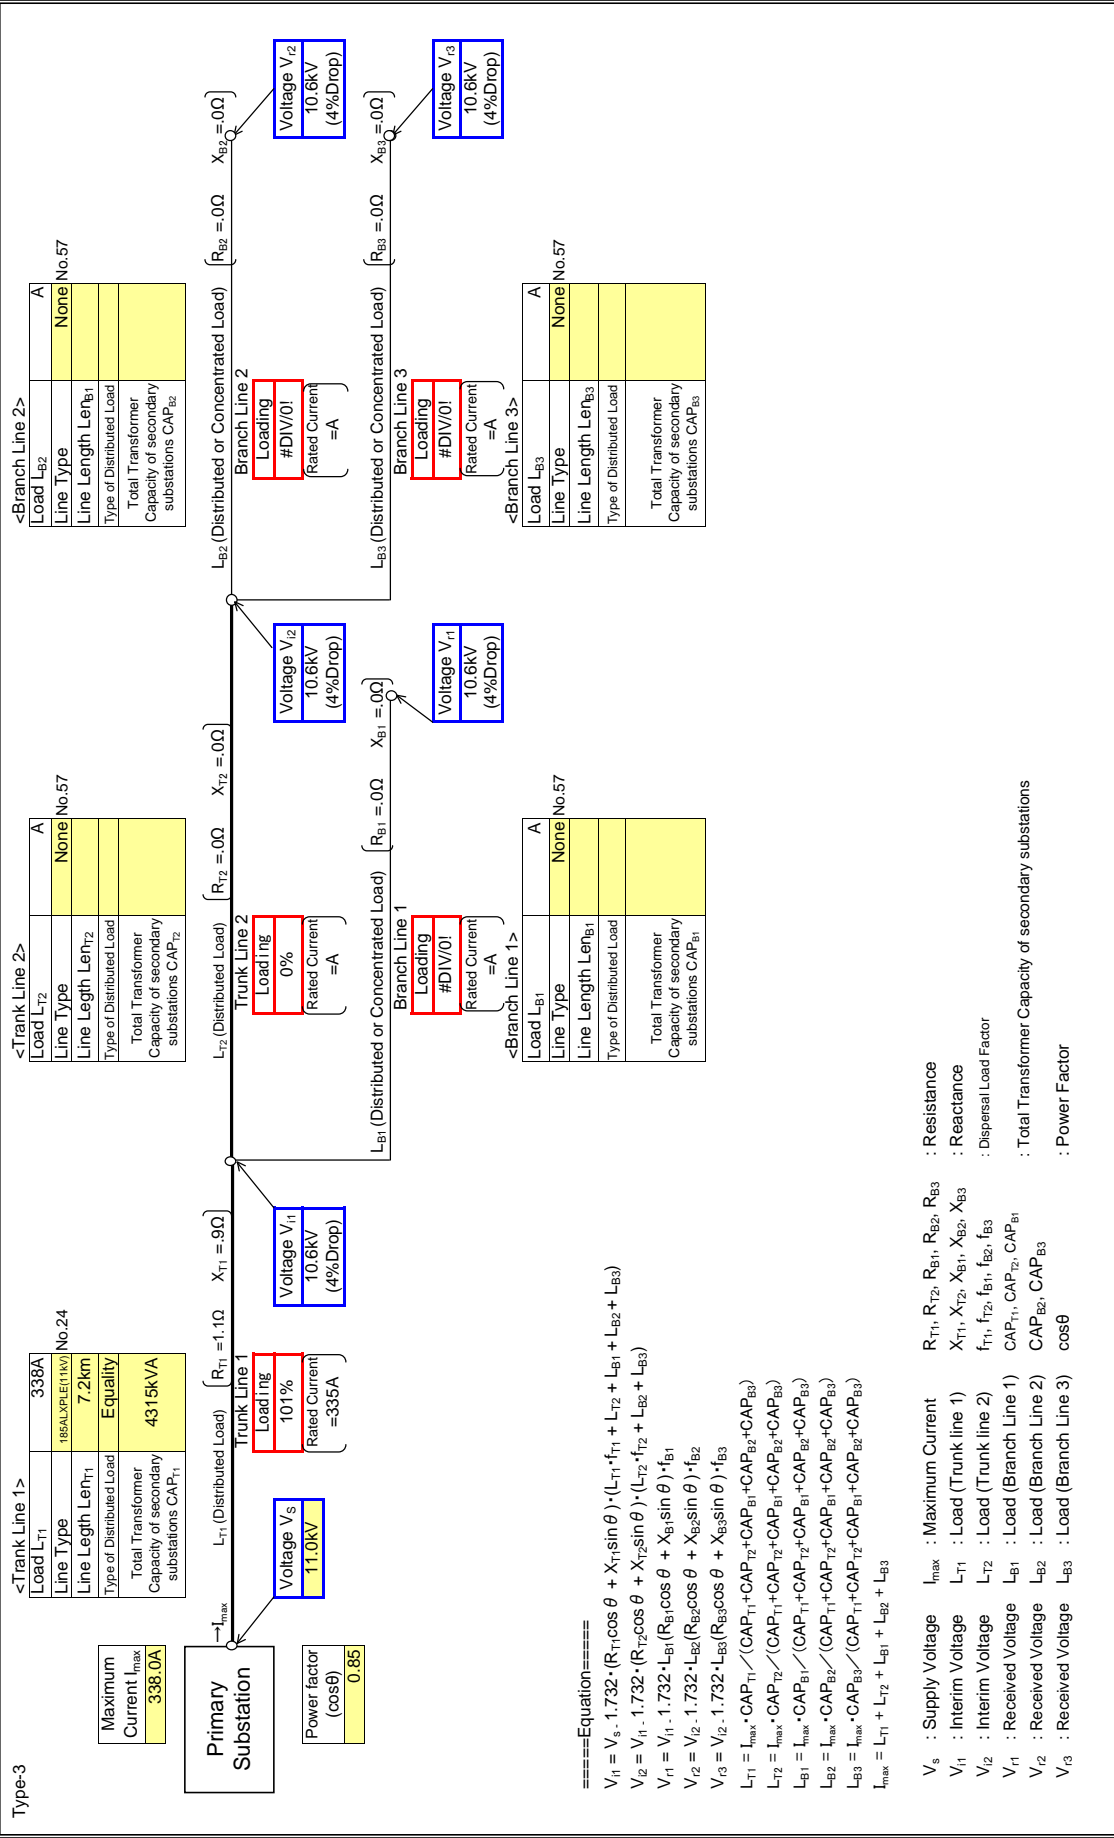 Type-3
Maximum
Current Imax
338.0A
Primary
Substation
Power factor
(cosθ)
0.85
→Imax
Voltage VS
11.0kV
<Trank Line 1>
Load LT1 338A
Line Type 185ALXPLE(11kV) No.24
Line Legth LenT1 7.2km
Type of Distributed Load Equality
Total Transformer
Capacity of secondary
substations CAPT1
4315kVA
LT1 (Distributed Load)
RT1 =1.1Ω XT1 =.9Ω
Trunk Line 1
Loading
101%
Rated Current
=335A
Voltage Vi1
10.6kV
(4%Drop)
<Trank Line 2>
Load LT2 A
Line Type None No.57
Line Legth LenT2
Type of Distributed Load
Total Transformer
Capacity of secondary
substations CAPT2
LT2 (Distributed Load)
RT2 =.0Ω XT2 =.0Ω
Trunk Line 2
Loading
0%
Rated Current
=A
Voltage Vi2
10.6kV
(4%Drop)
LB1 (Distributed or Concentrated Load)
RB1 =.0Ω XB1 =.0Ω
Branch Line 1
Loading
#DIV/0!
Rated Current
=A
Voltage Vr1
10.6kV
(4%Drop)
<Branch Line 1>
Load LB1 A
Line Type None No.57
Line Length LenB1
Type of Distributed Load
Total Transformer
Capacity of secondary
substations CAPB1
<Branch Line 2>
Load LB2 A
Line Type None No.57
Line Length LenB1
Type of Distributed Load
Total Transformer
Capacity of secondary
substations CAPB2
LB2 (Distributed or Concentrated Load)
RB2 =.0Ω XB2 =.0Ω
Branch Line 2
Loading
#DIV/0!
Rated Current
=A
Voltage Vr2
10.6kV
(4%Drop)
LB3 (Distributed or Concentrated Load)
RB3 =.0Ω XB3 =.0Ω
Branch Line 3
Loading
#DIV/0!
Rated Current
=A
Voltage Vr3
10.6kV
(4%Drop)
<Branch Line 3>
Load LB3 A
Line Type None No.57
Line Length LenB3
Type of Distributed Load
Total Transformer
Capacity of secondary
substations CAPB3
=====Equation=====
Vi1 = Vs - 1.732・(RT1cos θ + XT1sin θ)・(LT1・fT1 + LT2 + LB1 + LB2 + LB3)
Vi2 = Vi1 - 1.732・(RT2cos θ + XT2sin θ)・(LT2・fT2 + LB2 + LB3)
Vr1 = Vi1 - 1.732・LB1(RB1cos θ + XB1sin θ)・fB1
Vr2 = Vi2 - 1.732・LB2(RB2cos θ + XB2sin θ)・fB2
Vr3 = Vi2 - 1.732・LB3(RB3cos θ + XB3sin θ)・fB3
LT1 = Imax・CAPT1／(CAPT1+CAPT2+CAPB1+CAPB2+CAPB3)
LT2 = Imax・CAPT2／(CAPT1+CAPT2+CAPB1+CAPB2+CAPB3)
LB1 = Imax・CAPB1／(CAPT1+CAPT2+CAPB1+CAPB2+CAPB3)
LB2 = Imax・CAPB2／(CAPT1+CAPT2+CAPB1+CAPB2+CAPB3)
LB3 = Imax・CAPB3／(CAPT1+CAPT2+CAPB1+CAPB2+CAPB3)
Imax = LT1 + LT2 + LB1 + LB2 + LB3
Vs : Supply Voltage Imax : Maximum Current RT1, RT2, RB1, RB2, RB3 : Resistance
Vi1 : Interim Voltage LT1 : Load (Trunk line 1) XT1, XT2, XB1, XB2, XB3 : Reactance
Vi2 : Interim Voltage LT2 : Load (Trunk line 2) fT1, fT2, fB1, fB2, fB3 : Dispersal Load Factor
Vr1 : Received Voltage LB1 : Load (Branch Line 1) CAPT1, CAPT2, CAPB1
Vr2 : Received Voltage LB2 : Load (Branch Line 2) CAPB2, CAPB3 : Total Transformer Capacity of secondary substations
Vr3 : Received Voltage LB3 : Load (Branch Line 3) cosθ : Power Factor